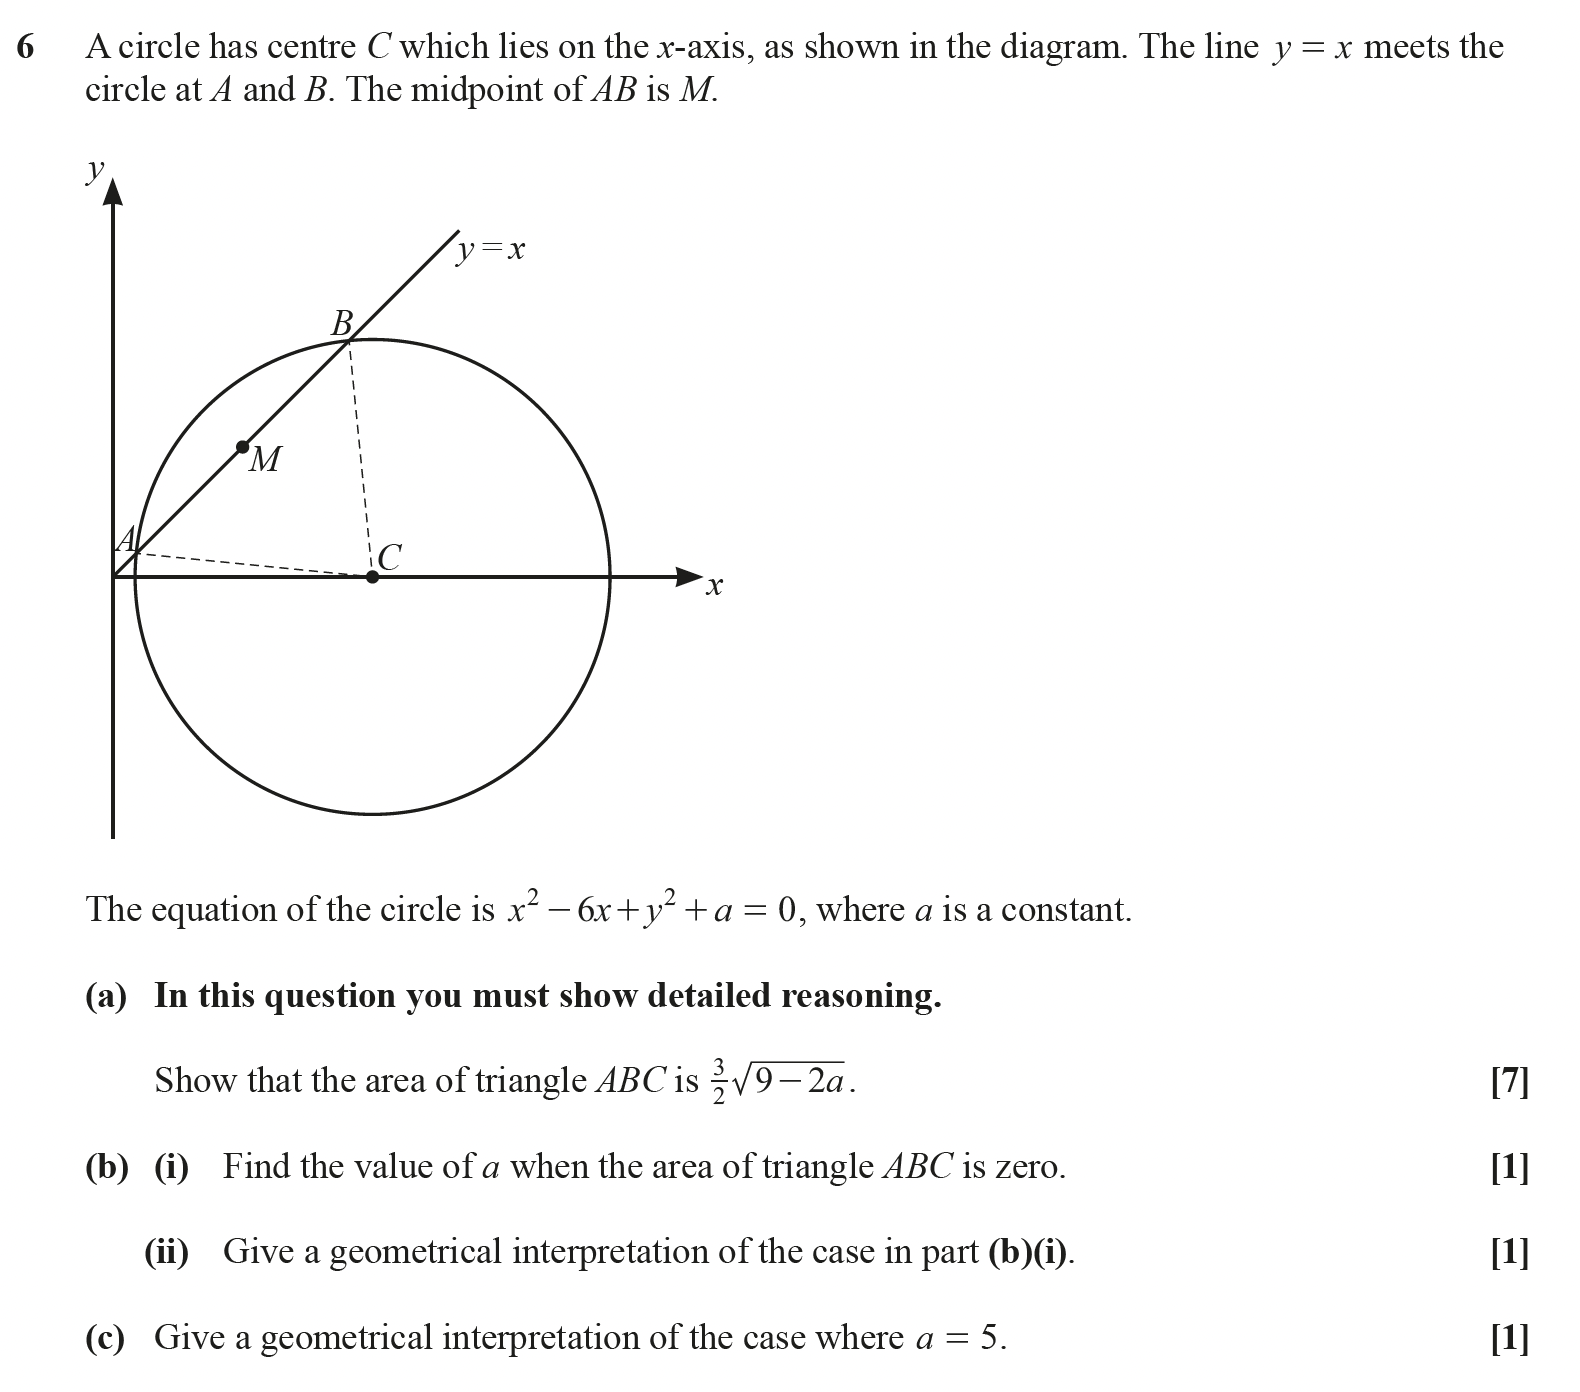 6 A circle has centre C which lies on the x-axis, as shown in the diagram. The line y = x meets the
circle at A and B. The midpoint of AB is M.
y
y = x
B
M
A
C
x
The equation of the circle is x² − 6x + y² + a = 0, where a is a constant.
(a) In this question you must show detailed reasoning.
Show that the area of triangle ABC is 3/2 √(9 − 2a). [7]
(b) (i) Find the value of a when the area of triangle ABC is zero. [1]
(ii) Give a geometrical interpretation of the case in part (b)(i). [1]
(c) Give a geometrical interpretation of the case where a = 5. [1]